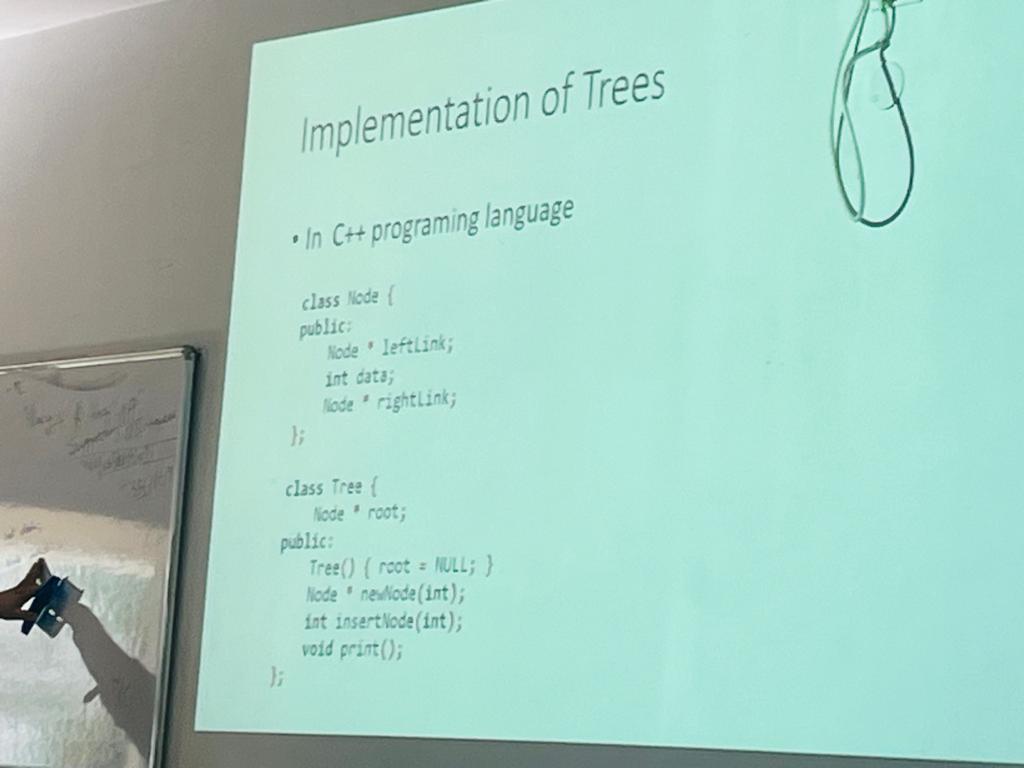 Implementation of Trees
• In C++ programing language
class Node {
public:
Node * leftLink;
int data;
Node * rightLink;
};
class Tree {
Node * root;
public:
Tree() { root = NULL; }
Node * newNode(int);
int insertNode(int);
void print();
};